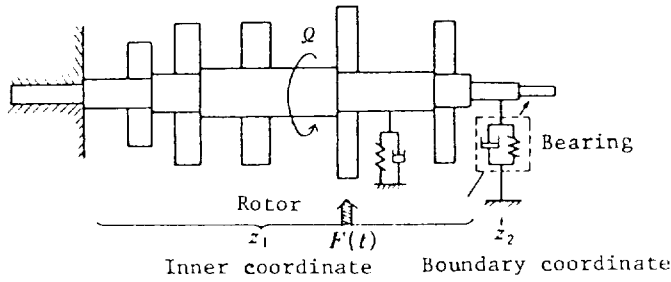 Ω
Bearing
Rotor
z₁
F(t)
z₂
Inner coordinate
Boundary coordinate